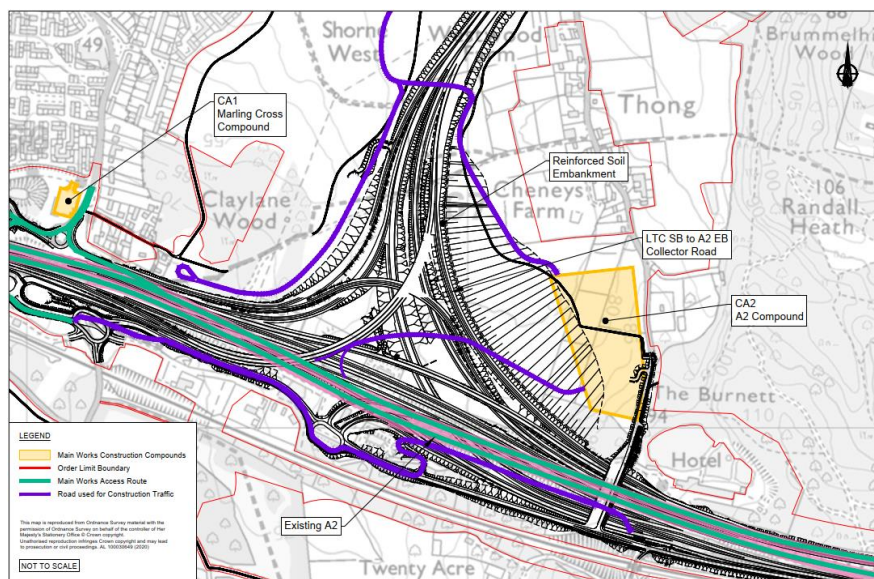 Shorne
West
Brummelhill
Wood
149
CA1
Marling Cross
Compound
Thong
Reinforced Soil
Embankment
Claylane
Wood
Cheneys
Farm
106
Randall
Heath
LTC SB to A2 EB
Collector Road
CA2
A2 Compound
The Burnett
110
Hotel
LEGEND
Main Works Construction Compounds
Order Limit Boundary
Main Works Access Route
Road used for Construction Traffic
This map is reproduced from Ordnance Survey material with the
permission of Ordnance Survey on behalf of the controller of Her
Majesty's Stationery Office © Crown copyright.
Unauthorised reproduction infringes Crown copyright and may lead
to prosecution or civil proceedings. AL 100030649 (2020)
NOT TO SCALE
Existing A2
Twenty Acre